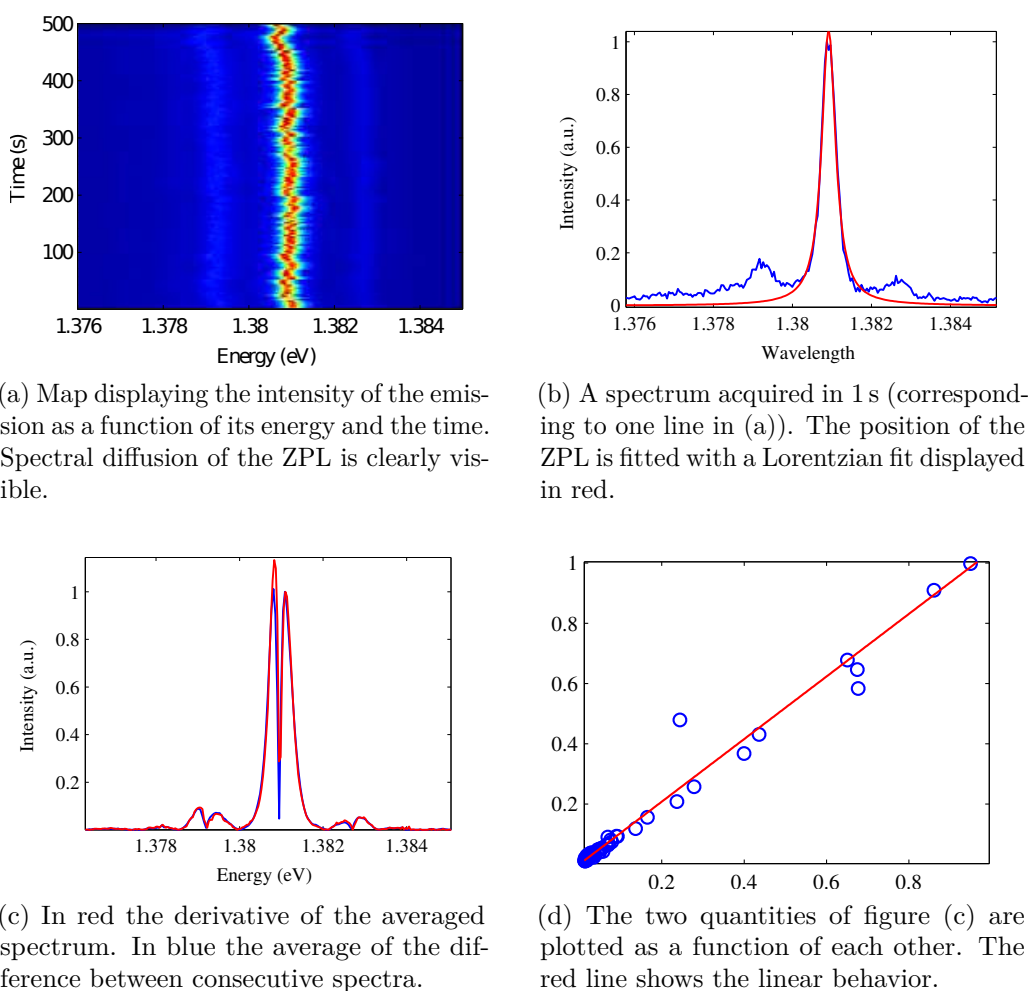 500
400
300
200
100
Time (s)
1.376 1.378 1.38 1.382 1.384
Energy (eV)
1
0.8
0.6
0.4
0.2
0
Intensity (a.u.)
1.376 1.378 1.38 1.382 1.384
Wavelength
(a) Map displaying the intensity of the emis-
sion as a function of its energy and the time.
Spectral diffusion of the ZPL is clearly vis-
ible.
(b) A spectrum acquired in 1 s (correspond-
ing to one line in (a)). The position of the
ZPL is fitted with a Lorentzian fit displayed
in red.
1
0.8
0.6
0.4
0.2
Intensity (a.u.)
1.378 1.38 1.382 1.384
Energy (eV)
1
0.8
0.6
0.4
0.2
0.2 0.4 0.6 0.8
(c) In red the derivative of the averaged
spectrum. In blue the average of the dif-
ference between consecutive spectra.
(d) The two quantities of figure (c) are
plotted as a function of each other. The
red line shows the linear behavior.